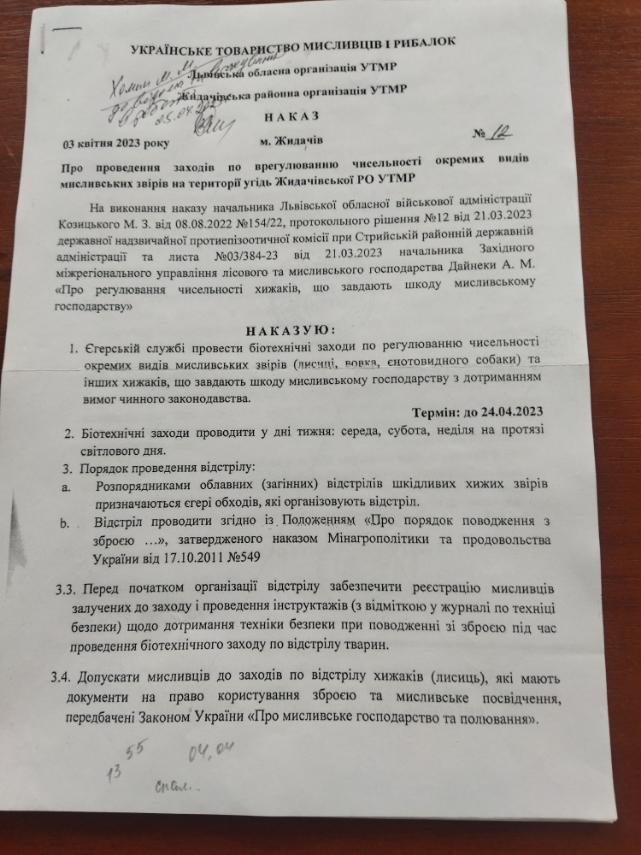 УКРАЇНСЬКЕ ТОВАРИСТВО МИСЛИВЦІВ І РИБАЛОК
Львівська обласна організація УТМР
Жидачівська районна організація УТМР
Хомин М. М.
25.04.2023
НАКАЗ
03 квітня 2023 року м. Жидачів № 12
Про проведення заходів по врегулюванню чисельності окремих видів
мисливських звірів на території угідь Жидачівської РО УТМР
На виконання наказу начальника Львівської обласної військової адміністрації
Козицького М. З. від 08.08.2022 №154/22, протокольного рішення №12 від 21.03.2023
державної надзвичайної протиепізоотичної комісії при Стрийській районній державній
адміністрації та листа №03/384-23 від 21.03.2023 начальника Західного
міжрегіонального управління лісового та мисливського господарства Дайнеки А. М.
«Про регулювання чисельності хижаків, що завдають шкоду мисливському
господарству»
НАКАЗУЮ:
1. Єгерській службі провести біотехнічні заходи по регулюванню чисельності
окремих видів мисливських звірів (лисиці, вовка, єнотовидного собаки) та
інших хижаків, що завдають шкоду мисливському господарству з дотриманням
вимог чинного законодавства.
Термін: до 24.04.2023
2. Біотехнічні заходи проводити у дні тижня: середа, субота, неділя на протязі
світлового дня.
3. Порядок проведення відстрілу:
a. Розпорядниками облавних (загінних) відстрілів шкідливих хижих звірів
призначаються єгері обходів, які організовують відстріл.
b. Відстріл проводити згідно із Положенням «Про порядок поводження з
зброєю …», затвердженого наказом Мінагрополітики та продовольства
України від 17.10.2011 №549
3.3. Перед початком організації відстрілу забезпечити реєстрацію мисливців
залучених до заходу і проведення інструктажів (з відміткою у журналі по техніці
безпеки) щодо дотримання техніки безпеки при поводженні зі зброєю під час
проведення біотехнічного заходу по відстрілу тварин.
3.4. Допускати мисливців до заходів по відстрілу хижаків (лисиць), які мають
документи на право користування зброєю та мисливське посвідчення,
передбачені Законом України «Про мисливське господарство та полювання».
13 55 04,04